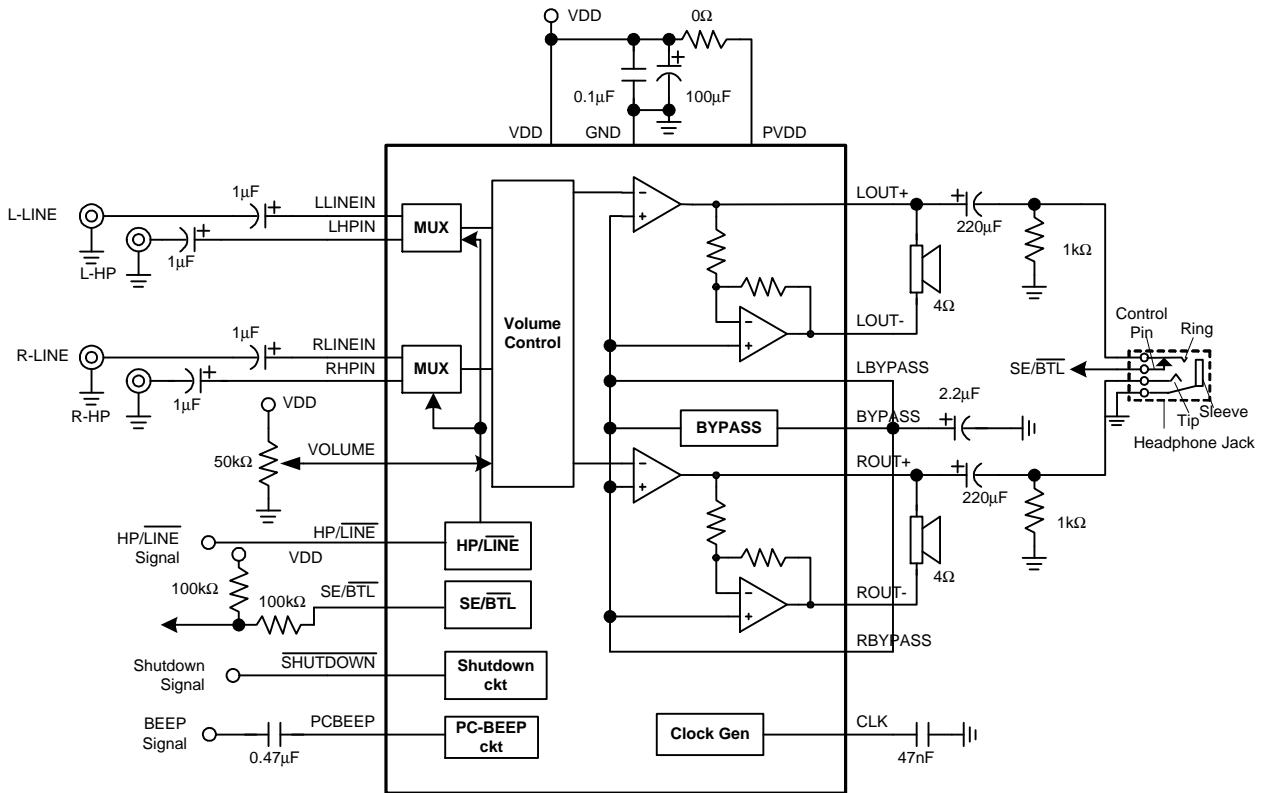 VDD
0Ω
0.1µF
100µF
VDD
GND
PVDD
L-LINE
1µF
LLINEIN
LHPIN
MUX
L-HP
1µF
R-LINE
1µF
RLINEIN
RHPIN
MUX
R-HP
1µF
VDD
50kΩ
VOLUME
Volume
Control
HP/LINE
Signal
HP/LINE
HP/LINE
VDD
100kΩ
100kΩ
SE/BTL
SE/BTL
Shutdown
Signal
SHUTDOWN
Shutdown
ckt
BEEP
Signal
0.47µF
PCBEEP
PC-BEEP
ckt
Clock Gen
CLK
47nF
LOUT+
220µF
1kΩ
4Ω
LOUT-
LBYPASS
BYPASS
BYPASS
2.2µF
ROUT+
220µF
1kΩ
4Ω
ROUT-
RBYPASS
Control
Pin
Ring
SE/BTL
Tip
Sleeve
Headphone Jack